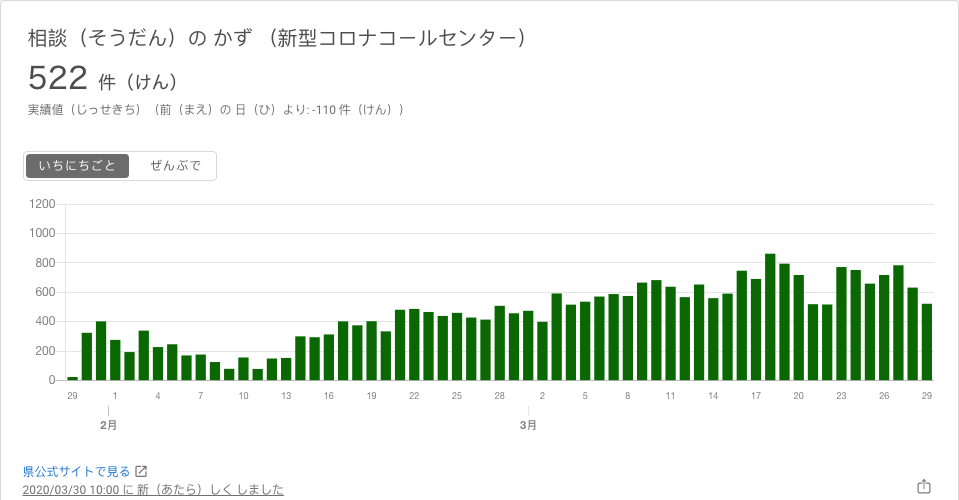 相談（そうだん）の かず （新型コロナコールセンター）
522 件（けん）
実績値（じっせきち）（前（まえ）の 日（ひ）より: -110 件（けん））
いちにちごと ぜんぶで
1200
1000
800
600
400
200
0
29 1 4 7 10 13 16 19 22 25 28 2 5 8 11 14 17 20 23 26 29
2月 3月
県公式サイトで見る
2020/03/30 10:00 に 新（あたら）しく しました